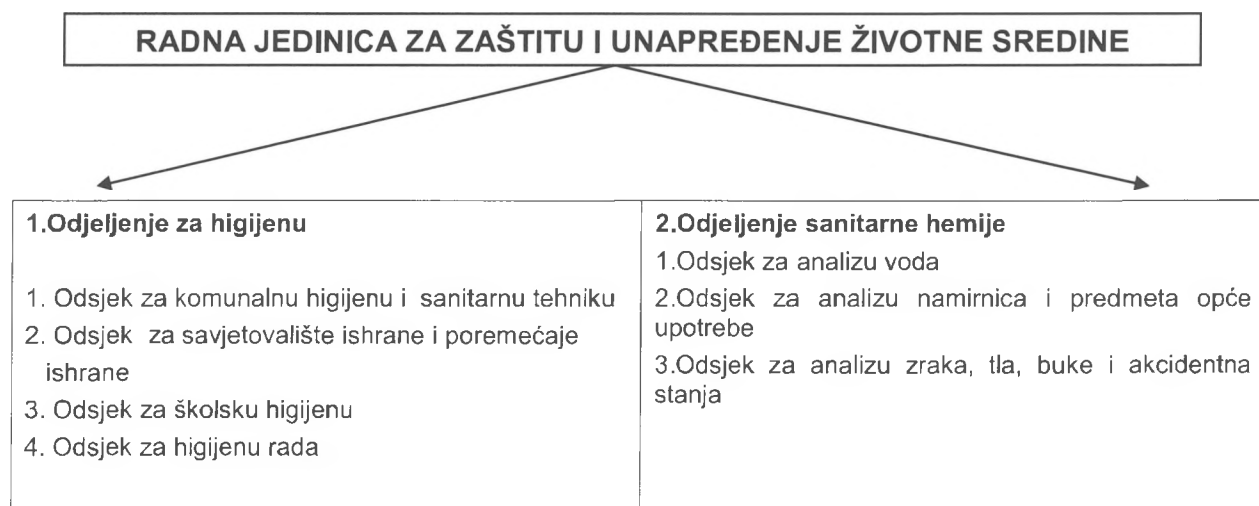 RADNA JEDINICA ZA ZAŠTITU I UNAPREĐENJE ŽIVOTNE SREDINE
1.Odjeljenje za higijenu
1. Odsjek za komunalnu higijenu i sanitarnu tehniku
2. Odsjek za savjetovalište ishrane i poremećaje
ishrane
3. Odsjek za školsku higijenu
4. Odsjek za higijenu rada
2.Odjeljenje sanitarne hemije
1.Odsjek za analizu voda
2.Odsjek za analizu namirnica i predmeta opće
upotrebe
3.Odsjek za analizu zraka, tla, buke i akcidentna
stanja